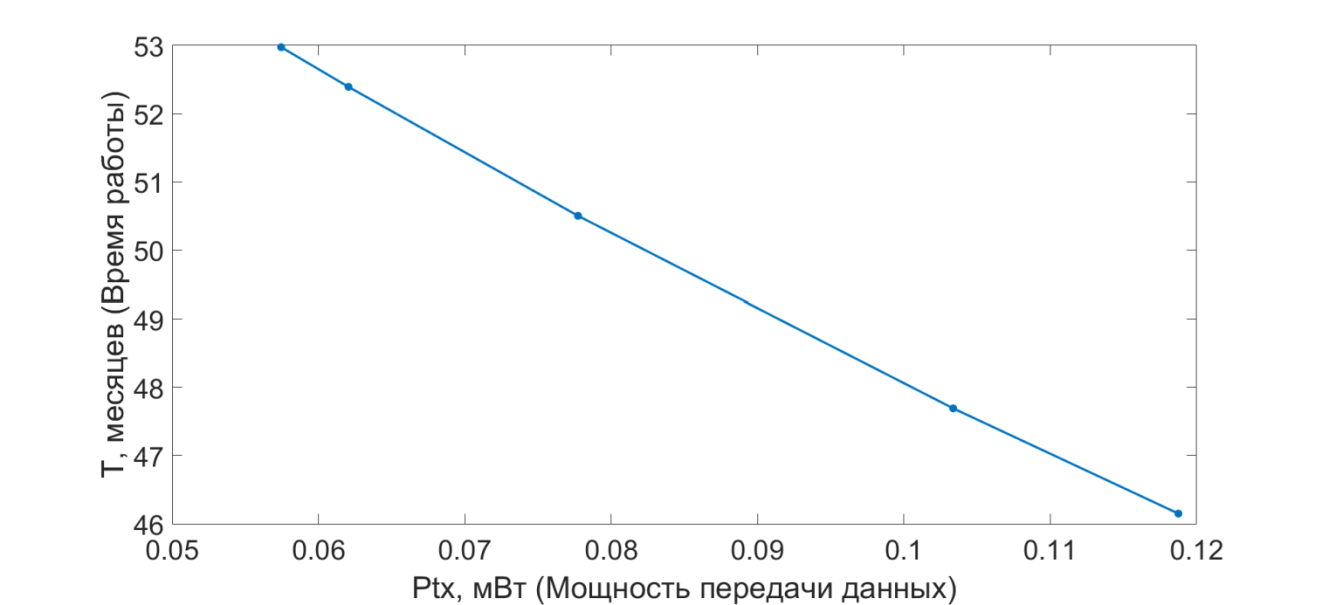 53
52
51
50
49
48
47
46
T, месяцев (Время работы)
0.05 0.06 0.07 0.08 0.09 0.1 0.11 0.12
Ptx, мВт (Мощность передачи данных)